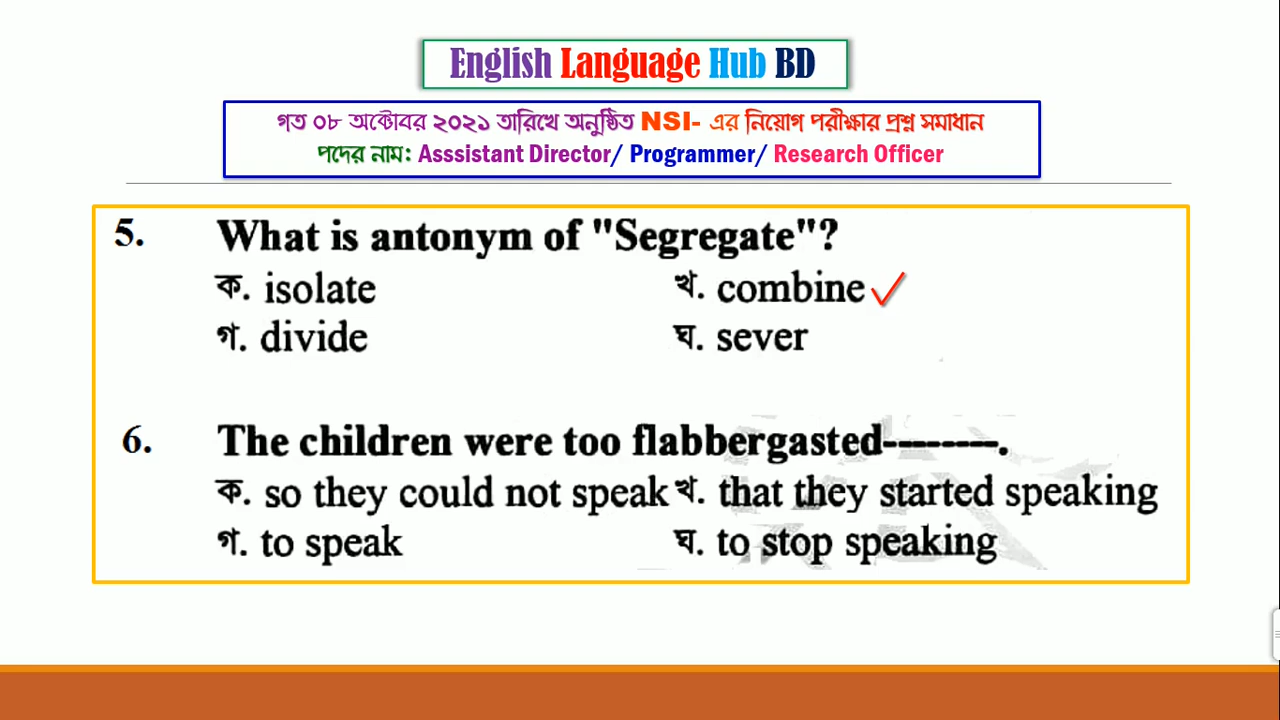 English Language Hub BD
গত ০৮ অক্টোবর ২০২১ তারিখে অনুষ্ঠিত NSI- এর নিয়োগ পরীক্ষার প্রশ্ন সমাধান
পদের নাম: Asssistant Director/ Programmer/ Research Officer
5. What is antonym of "Segregate"?
ক. isolate খ. combine ✓
গ. divide ঘ. sever
6. The children were too flabbergasted--------.
ক. so they could not speak খ. that they started speaking
গ. to speak ঘ. to stop speaking